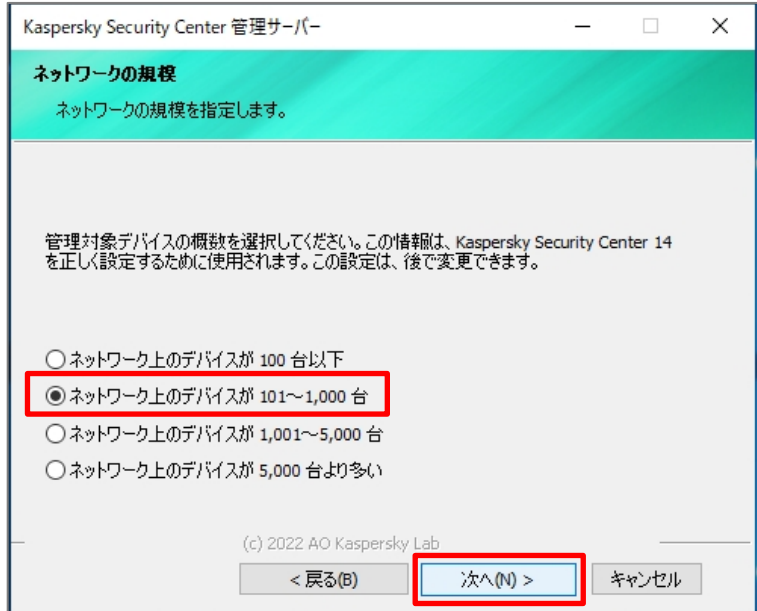 Kaspersky Security Center 管理サーバー
ネットワークの規模
ネットワークの規模を指定します。
管理対象デバイスの概数を選択してください。この情報は、Kaspersky Security Center 14
を正しく設定するために使用されます。この設定は、後で変更できます。
ネットワーク上のデバイスが 100 台以下
ネットワーク上のデバイスが 101～1,000 台
ネットワーク上のデバイスが 1,001～5,000 台
ネットワーク上のデバイスが 5,000 台より多い
(c) 2022 AO Kaspersky Lab
< 戻る(B) 次へ(N) > キャンセル